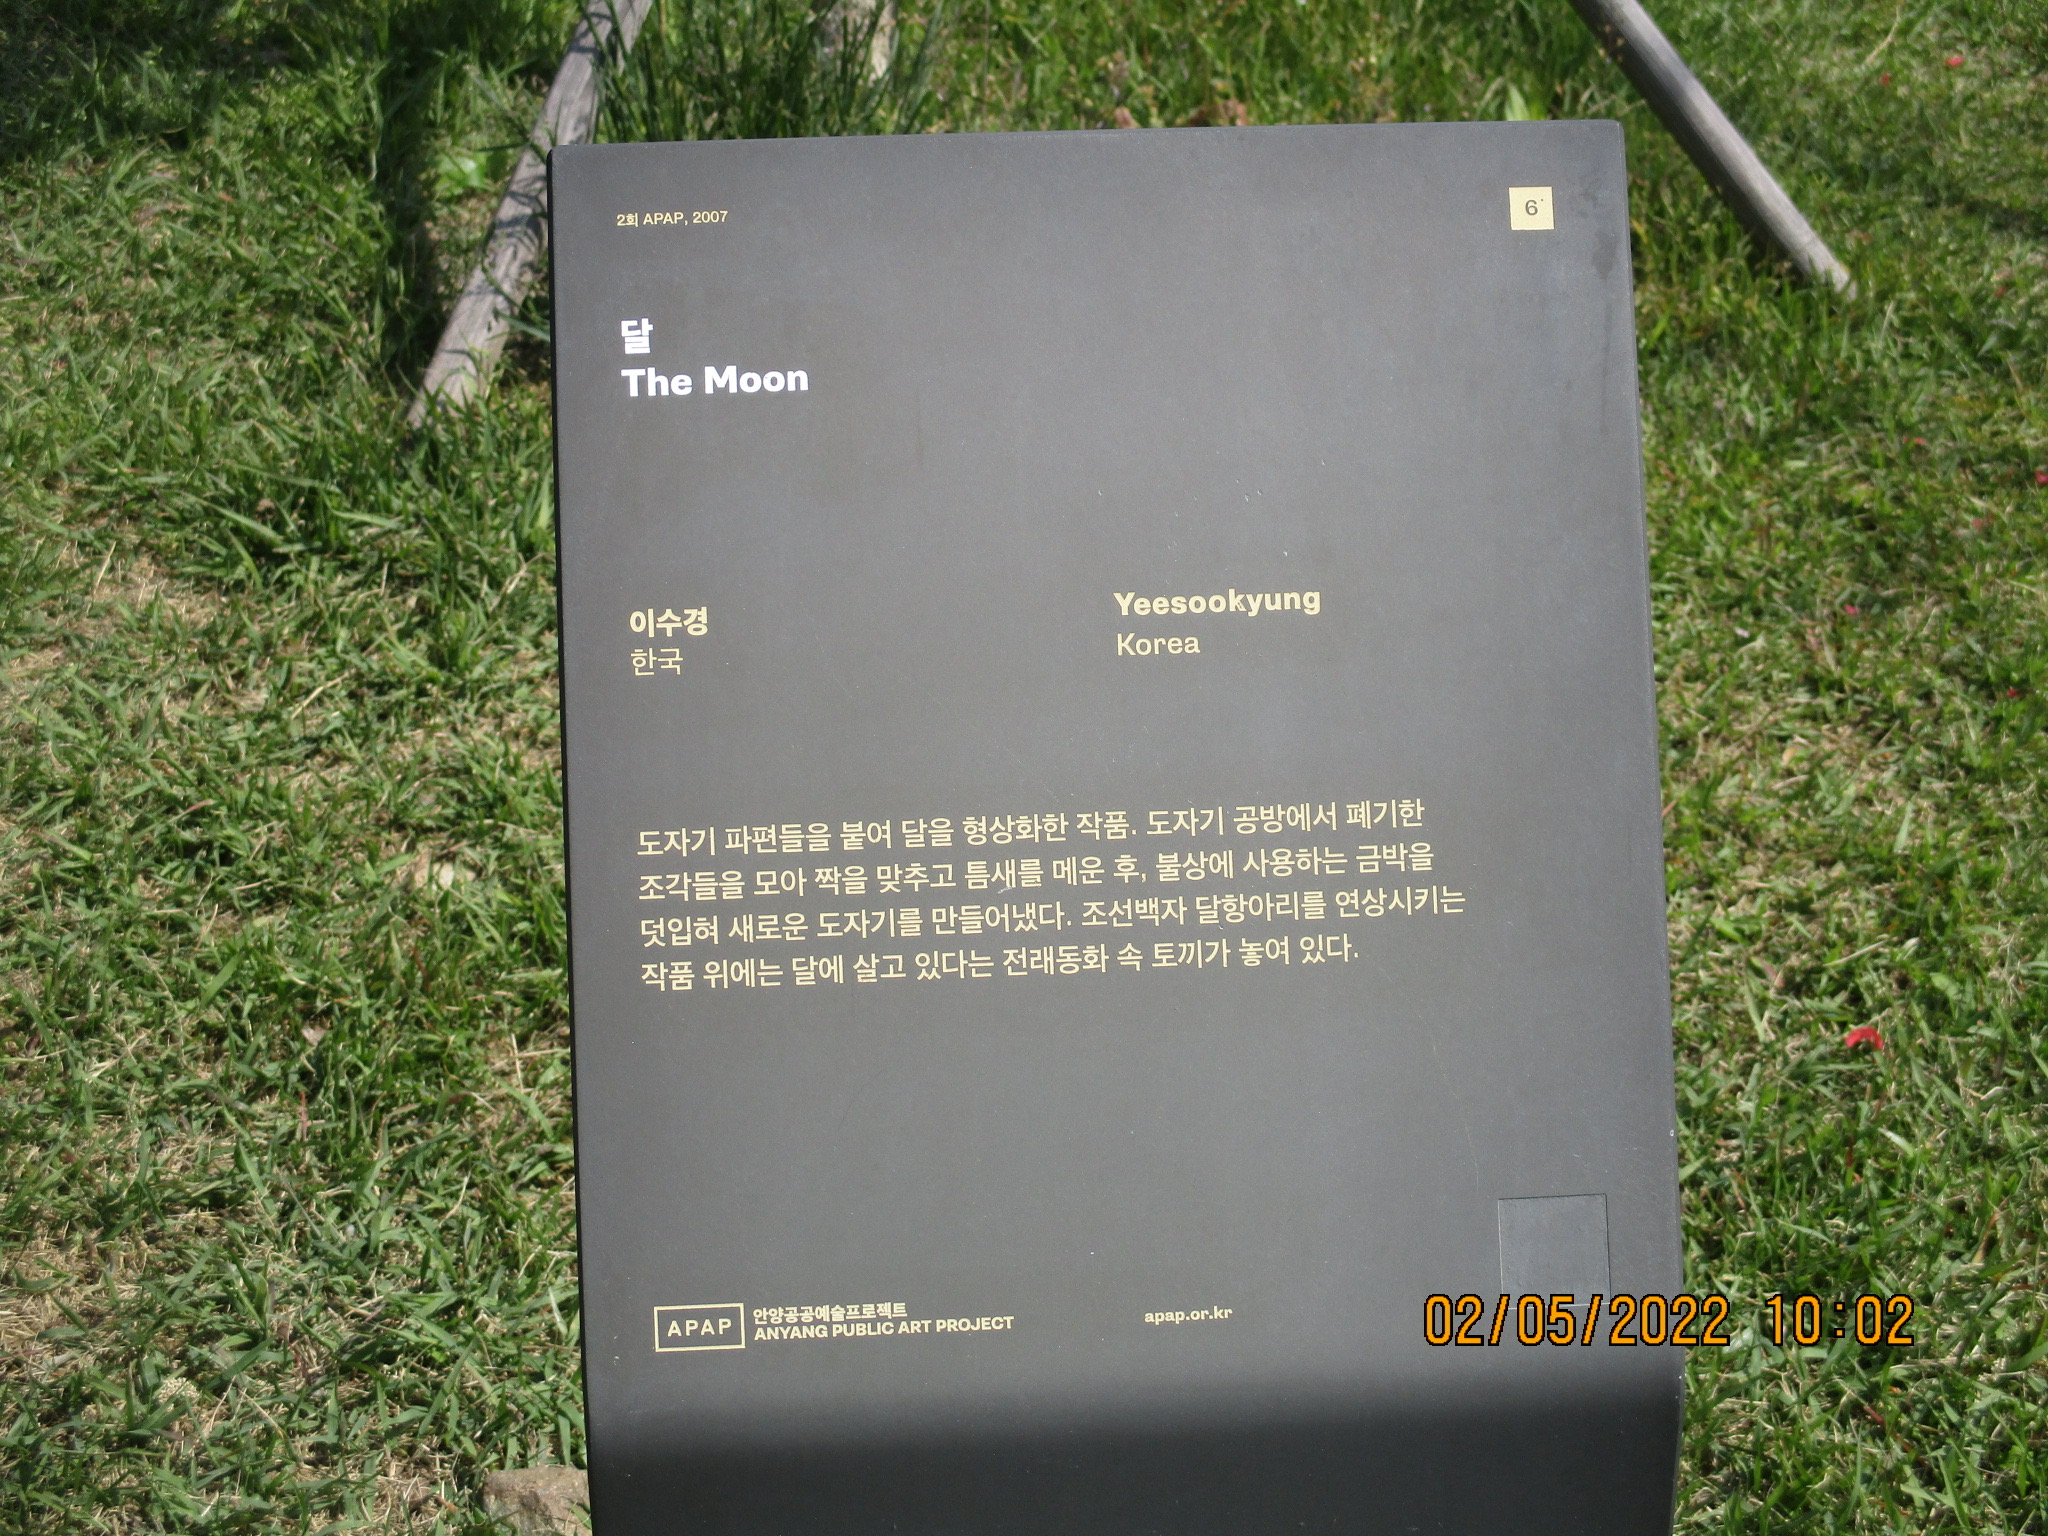 2회 APAP, 2007
6
달
The Moon
이수경
한국
Yeesookyung
Korea
도자기 파편들을 붙여 달을 형상화한 작품. 도자기 공방에서 폐기한
조각들을 모아 짝을 맞추고 틈새를 메운 후, 불상에 사용하는 금박을
덧입혀 새로운 도자기를 만들어냈다. 조선백자 달항아리를 연상시키는
작품 위에는 달에 살고 있다는 전래동화 속 토끼가 놓여 있다.
APAP
안양공공예술프로젝트
ANYANG PUBLIC ART PROJECT
apap.or.kr
02/05/2022 10:02